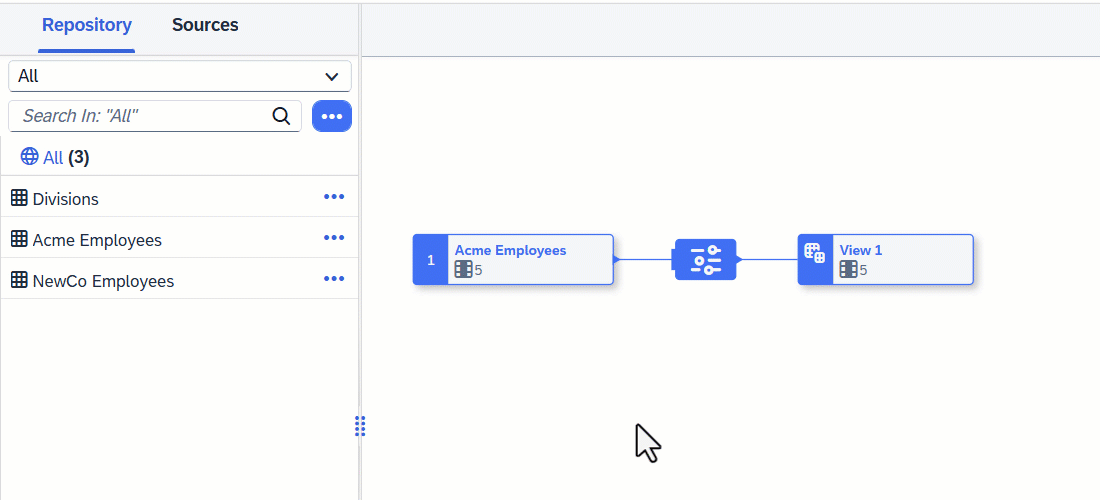 Repository Sources
All
Search In: "All"
All (3)
Divisions
Acme Employees
NewCo Employees
1
Acme Employees
5
View 1
5